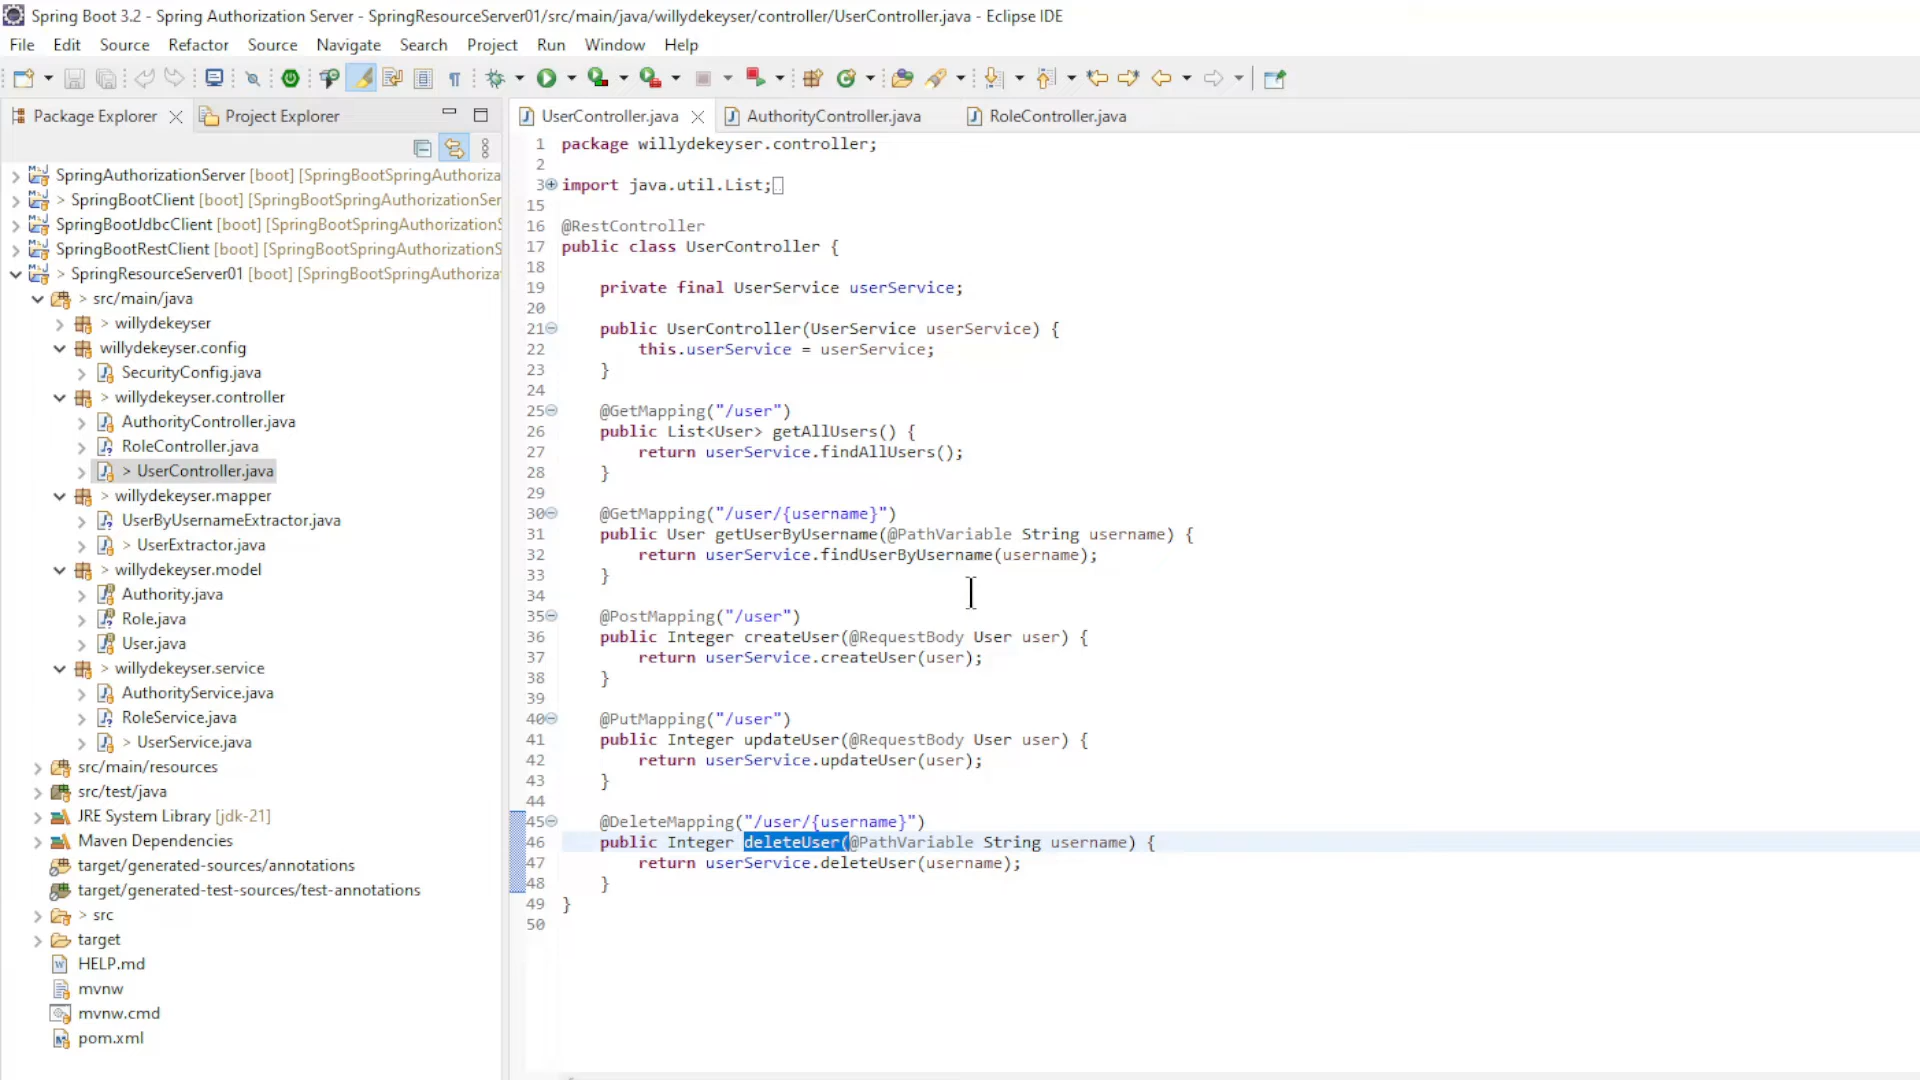 Spring Boot 3.2 - Spring Authorization Server - SpringResourceServer01/src/main/java/willydekeyser/controller/UserController.java - Eclipse IDE
File Edit Source Refactor Source Navigate Search Project Run Window Help
Package Explorer
Project Explorer
SpringAuthorizationServer [boot] [SpringBootSpringAuthoriza
> SpringBootClient [boot] [SpringBootSpringAuthorizationSer
SpringBootJdbcClient [boot] [SpringBootSpringAuthorizationS
SpringBootRestClient [boot] [SpringBootSpringAuthorizationS
> SpringResourceServer01 [boot] [SpringBootSpringAuthoriza
> src/main/java
> willydekeyser
willydekeyser.config
SecurityConfig.java
> willydekeyser.controller
AuthorityController.java
RoleController.java
> UserController.java
> willydekeyser.mapper
UserByUsernameExtractor.java
> UserExtractor.java
> willydekeyser.model
Authority.java
Role.java
User.java
> willydekeyser.service
AuthorityService.java
RoleService.java
> UserService.java
src/main/resources
src/test/java
JRE System Library [jdk-21]
Maven Dependencies
target/generated-sources/annotations
target/generated-test-sources/test-annotations
> src
target
HELP.md
mvnw
mvnw.cmd
pom.xml
UserController.java
AuthorityController.java
RoleController.java
1 package willydekeyser.controller;
2
3 import java.util.List;
15
16 @RestController
17 public class UserController {
18
19 private final UserService userService;
20
21 public UserController(UserService userService) {
22 this.userService = userService;
23 }
24
25 @GetMapping("/user")
26 public List<User> getAllUsers() {
27 return userService.findAllUsers();
28 }
29
30 @GetMapping("/user/{username}")
31 public User getUserByUsername(@PathVariable String username) {
32 return userService.findUserByUsername(username);
33 }
34
35 @PostMapping("/user")
36 public Integer createUser(@RequestBody User user) {
37 return userService.createUser(user);
38 }
39
40 @PutMapping("/user")
41 public Integer updateUser(@RequestBody User user) {
42 return userService.updateUser(user);
43 }
44
45 @DeleteMapping("/user/{username}")
46 public Integer deleteUser(@PathVariable String username) {
47 return userService.deleteUser(username);
48 }
49 }
50